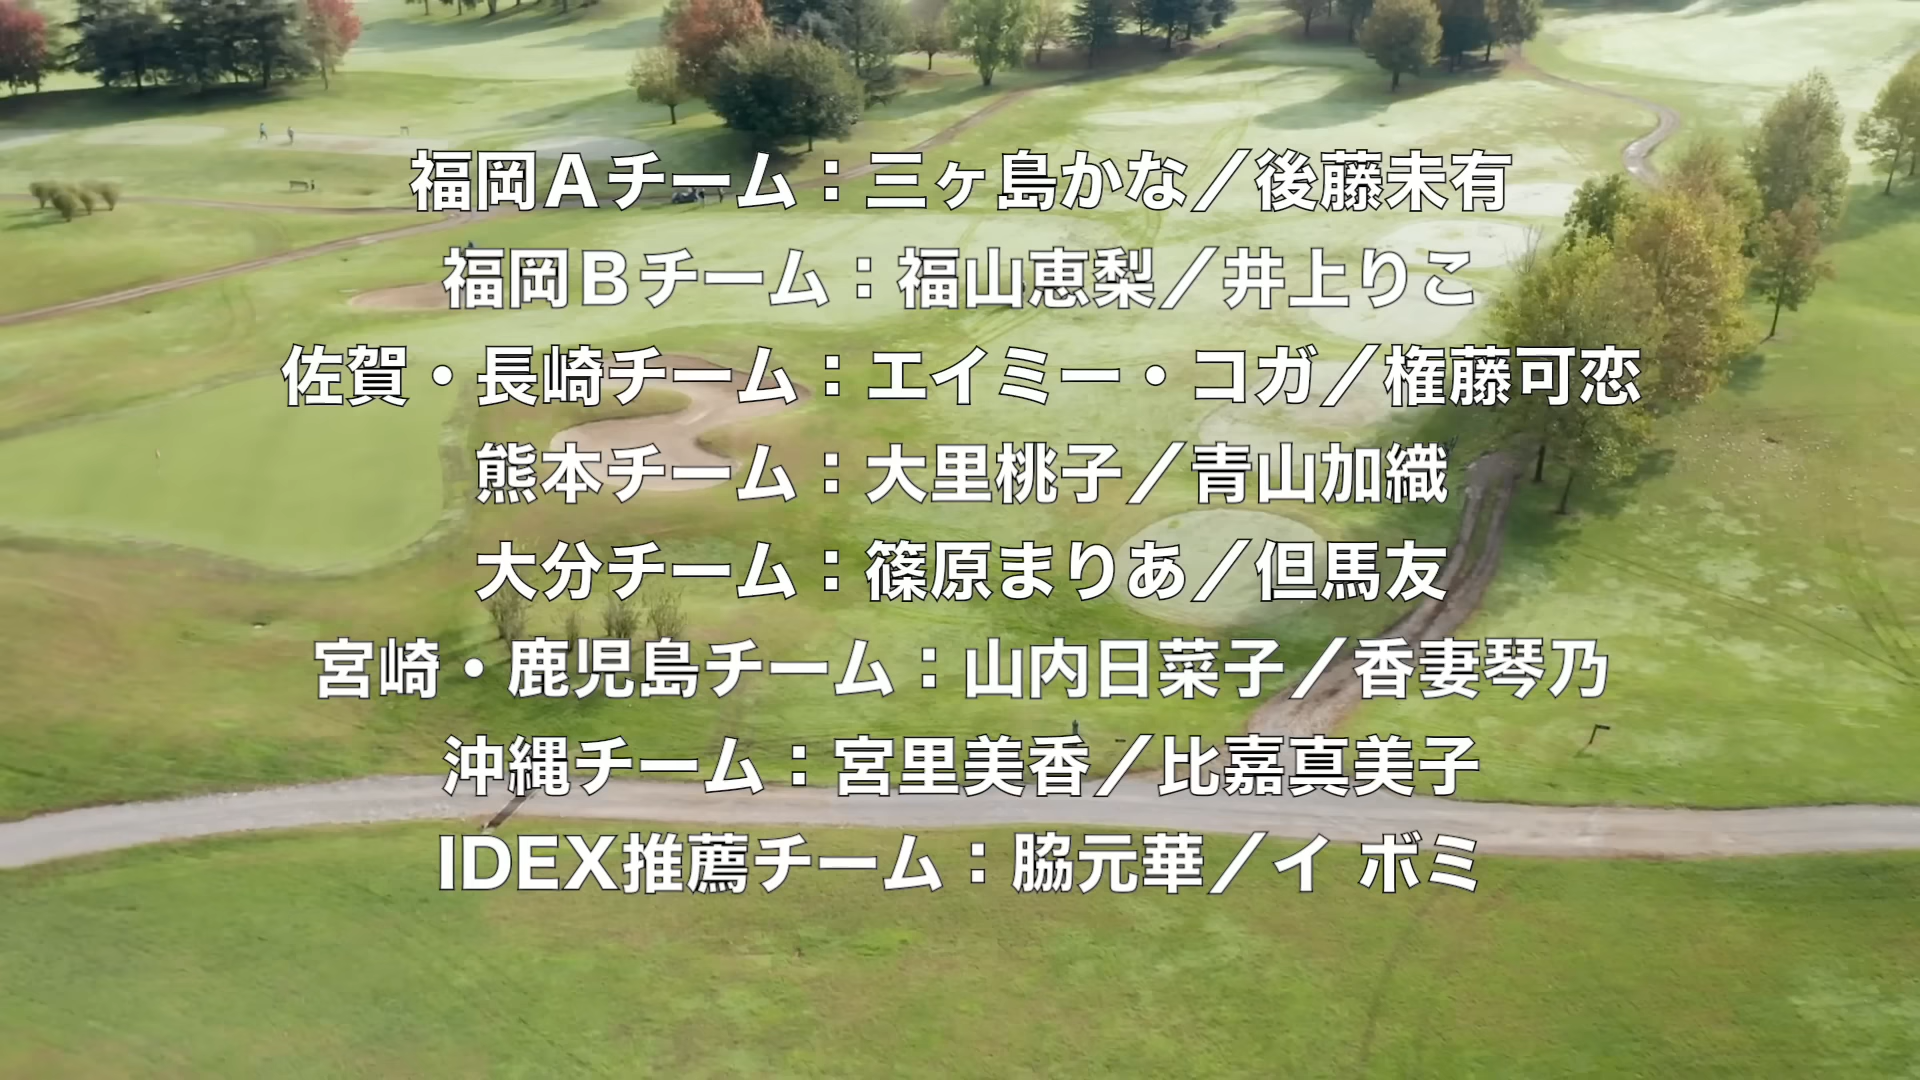 福岡Aチーム：三ヶ島かな／後藤未有
福岡Bチーム：福山恵梨／井上りこ
佐賀・長崎チーム：エイミー・コガ／権藤可恋
熊本チーム：大里桃子／青山加織
大分チーム：篠原まりあ／但馬友
宮崎・鹿児島チーム：山内日菜子／香妻琴乃
沖縄チーム：宮里美香／比嘉真美子
IDEX推薦チーム：脇元華／イ ボミ